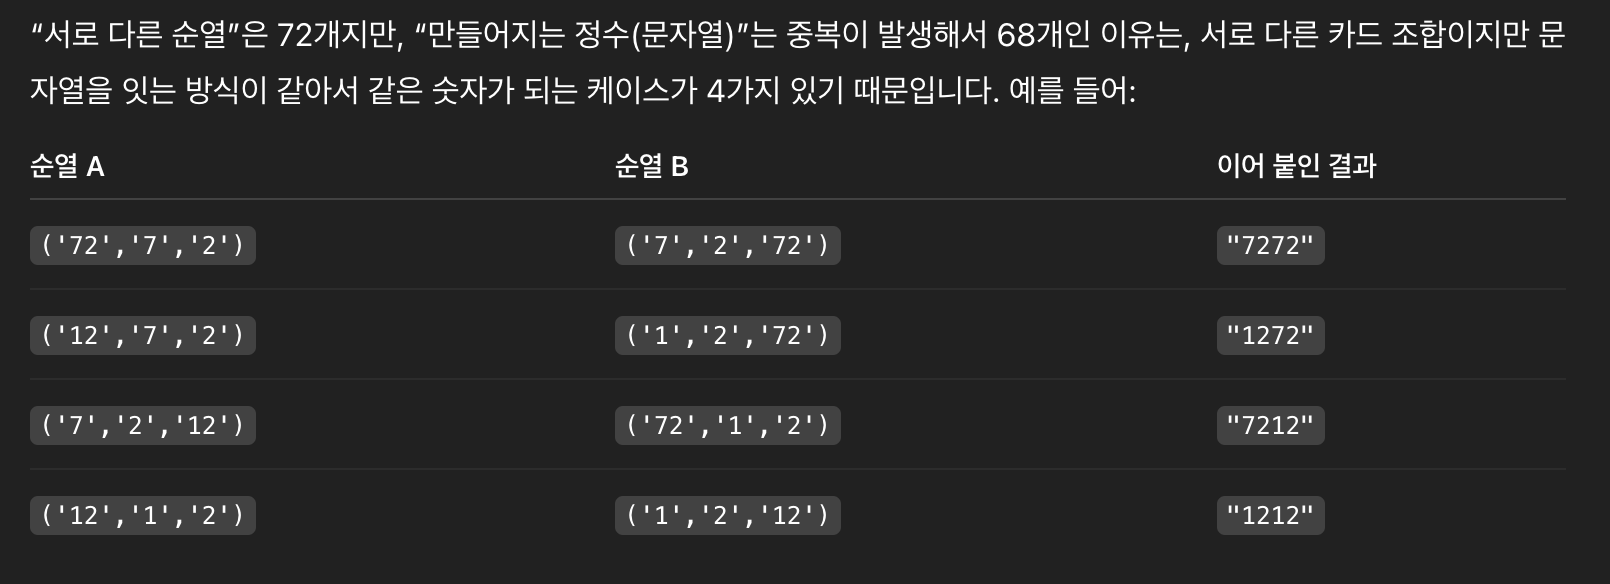 “서로 다른 순열”은 72개지만, “만들어지는 정수(문자열)”는 중복이 발생해서 68개인 이유는, 서로 다른 카드 조합이지만 문
자열을 잇는 방식이 같아서 같은 숫자가 되는 케이스가 4가지 있기 때문입니다. 예를 들어:
순열 A 순열 B 이어 붙인 결과
('72','7','2') ('7','2','72') "7272"
('12','7','2') ('1','2','72') "1272"
('7','2','12') ('72','1','2') "7212"
('12','1','2') ('1','2','12') "1212"